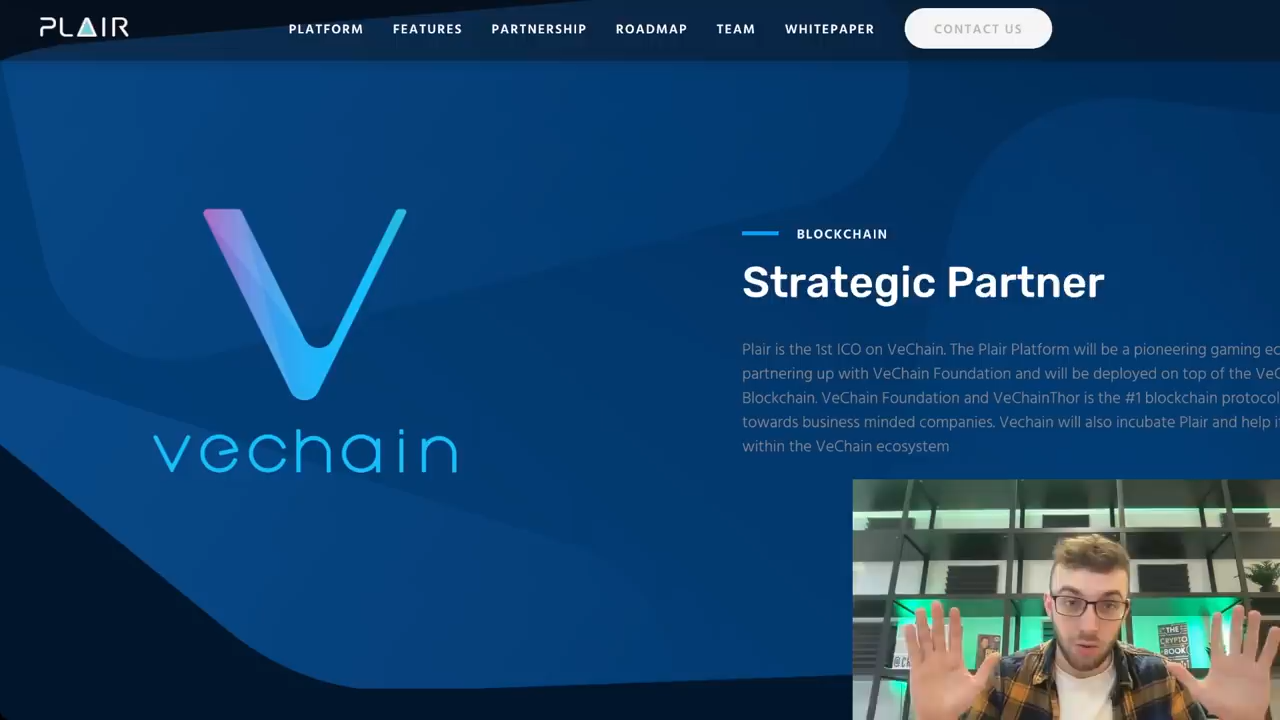 PLAIR
PLATFORM FEATURES PARTNERSHIP ROADMAP TEAM WHITEPAPER CONTACT US
vechain
BLOCKCHAIN
Strategic Partner
Plair is the 1st ICO on VeChain. The Plair Platform will be a pioneering gaming
partnering up with VeChain Foundation and will be deployed on top of the
Blockchain. VeChain Foundation and VeChainThor is the #1 blockchain protocol
towards business minded companies. Vechain will also incubate Plair and help
within the VeChain ecosystem
THE
CRYPTO
BOOK